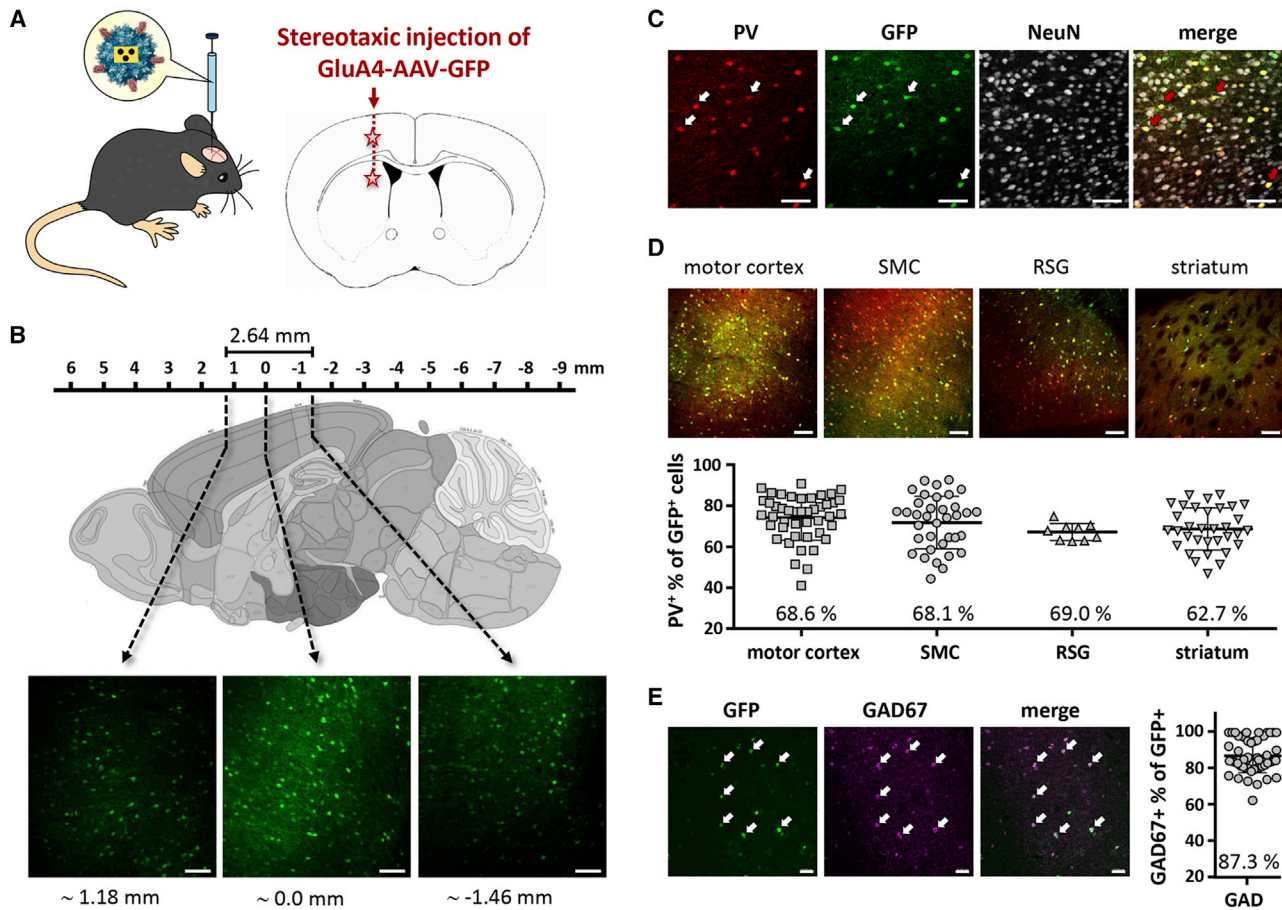 A
Stereotaxic injection of
GluA4-AAV-GFP
B
2.64 mm
6 5 4 3 2 1 0 -1 -2 -3 -4 -5 -6 -7 -8 -9 mm
~ 1.18 mm
~ 0.0 mm
~ -1.46 mm
C
PV
GFP
NeuN
merge
D
motor cortex
SMC
RSG
striatum
PV⁺ % of GFP⁺ cells
100
80
60
40
20
68.6 %
68.1 %
69.0 %
62.7 %
motor cortex
SMC
RSG
striatum
E
GFP
GAD67
merge
GAD67+ % of GFP+
100
80
60
40
20
87.3 %
GAD